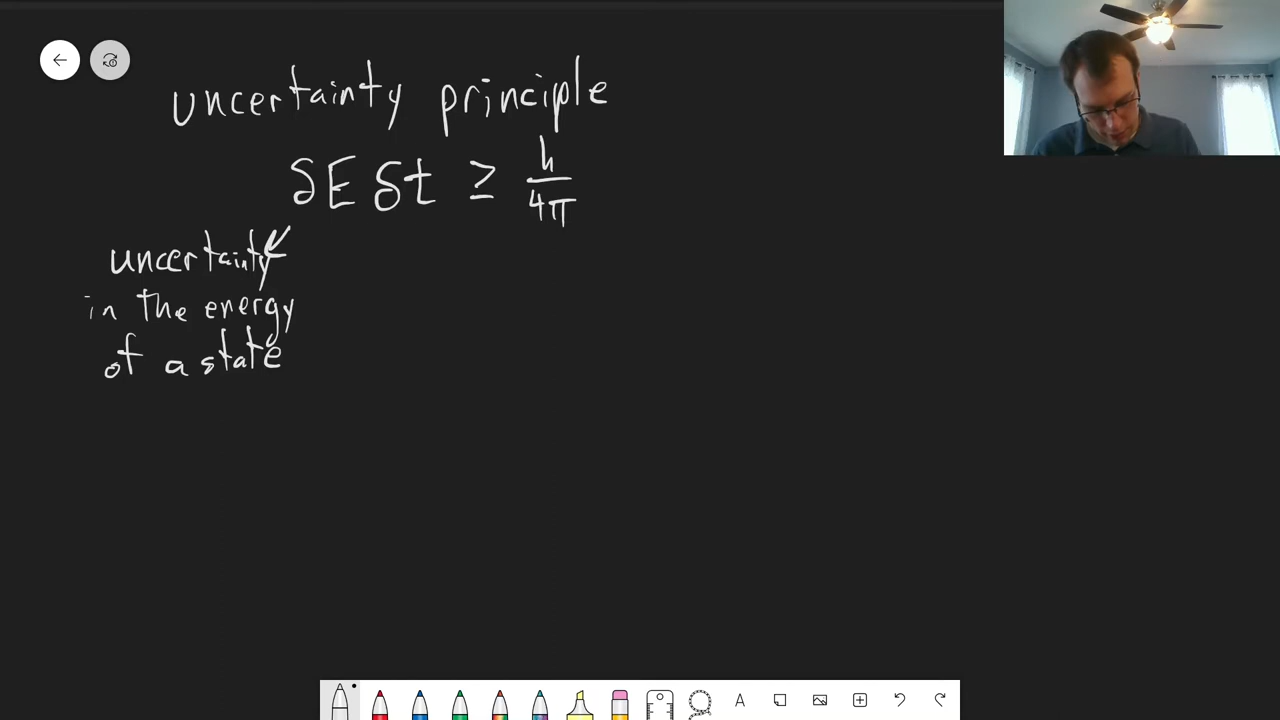 uncertainty principle
δE δt ≥ h/4π
uncertainty
in the energy
of a state
A